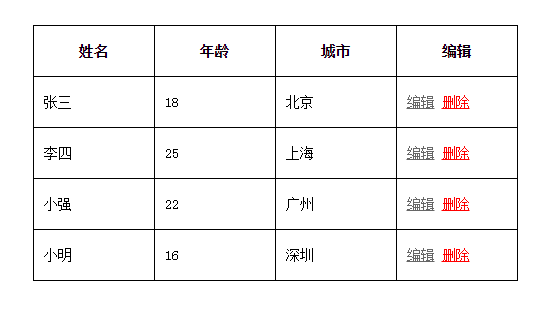 姓名 年龄 城市 编辑
张三 18 北京 编辑 删除
李四 25 上海 编辑 删除
小强 22 广州 编辑 删除
小明 16 深圳 编辑 删除